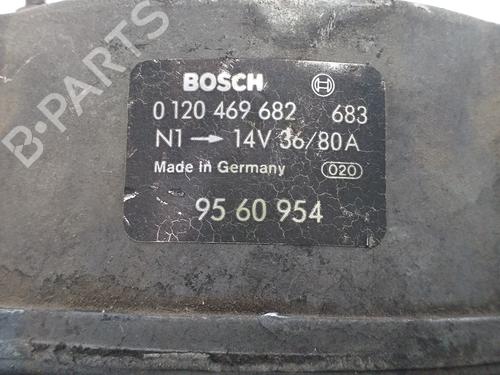 B-PARTS
BOSCH
0 120 469 682 683
N1 → 14V 36/80A
Made in Germany 020
95 60 954